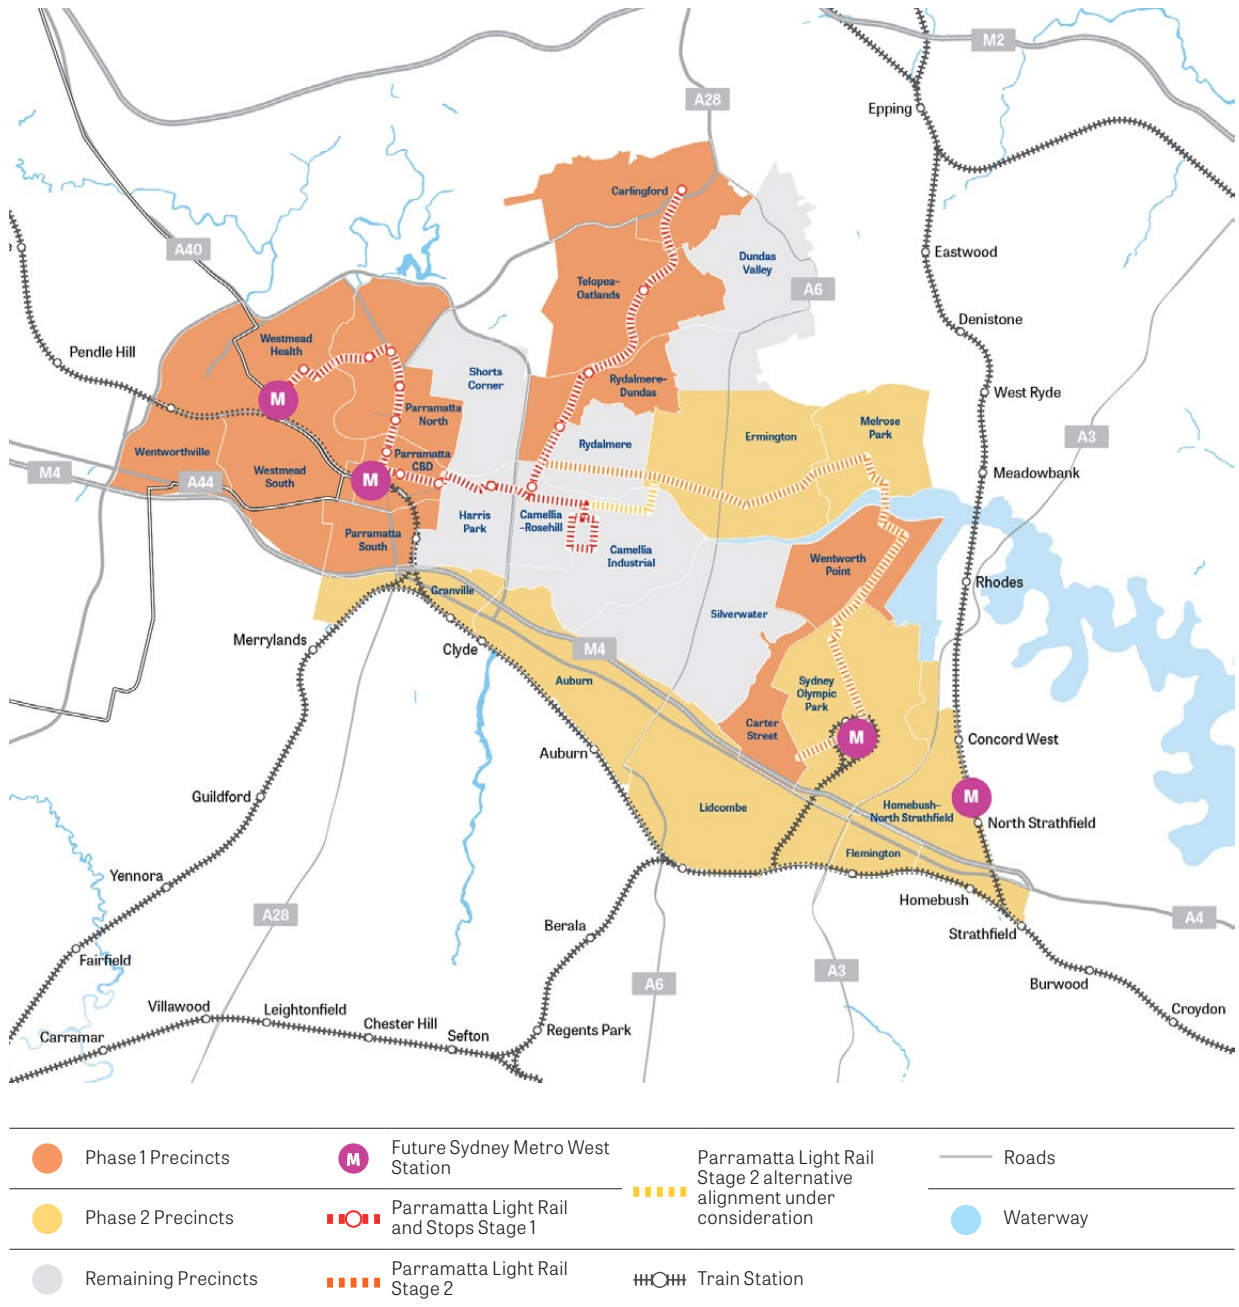 M2
A28
Epping
Carlingford
A40
Eastwood
Dundas
Valley
Telopea-
Oatlands
A6
Denistone
Westmead
Health
Pendle Hill
Shorts
Corner
Rydalmere-
Dundas
West Ryde
M
Parramatta
North
Melrose
Park
Ermington
A3
Rydalmere
Wentworthville
Parramatta
CBD
Westmead
South
M4
A44
M
Meadowbank
Harris
Park
Camellia
-Rosehill
Parramatta
South
Camellia
Industrial
Wentworth
Point
Rhodes
Granville
Silverwater
Merrylands
Clyde
M4
Auburn
Sydney
Olympic
Park
Carter
Street
M
Concord West
Auburn
Guildford
M
Lidcombe
Homebush-
North Strathfield
North Strathfield
Flemington
Yennora
Homebush
A28
A4
Berala
Strathfield
Fairfield
A6
A3
Burwood
Villawood
Leightonfield
Chester Hill
Sefton
Regents Park
Croydon
Carramar
Phase 1 Precincts
M
Future Sydney Metro West
Station
Parramatta Light Rail
Stage 2 alternative
alignment under
consideration
Roads
Phase 2 Precincts
Parramatta Light Rail
and Stops Stage 1
Waterway
Remaining Precincts
Parramatta Light Rail
Stage 2
Train Station